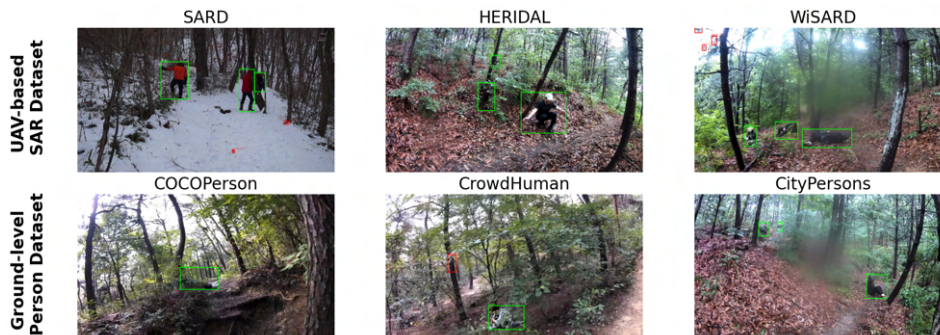 SARD
HERIDAL
WiSARD
UAV-based
SAR Dataset
COCOPerson
CrowdHuman
CityPersons
Ground-level
Person Dataset